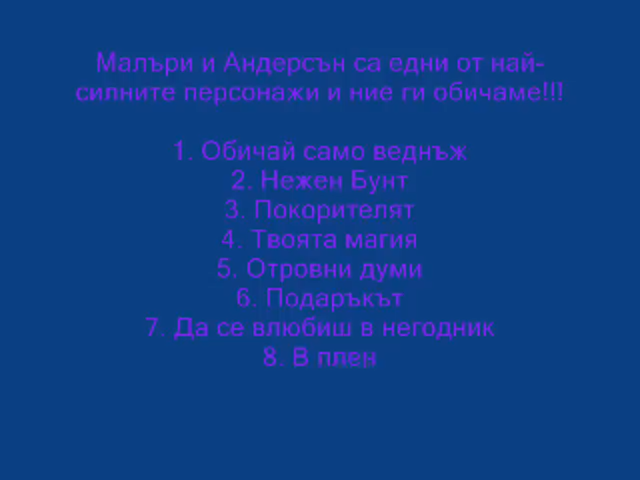 Малъри и Андерсън са едни от най-
силните персонажи и ние ги обичаме!!!
1. Обичай само веднъж
2. Нежен Бунт
3. Покорителят
4. Твоята магия
5. Отровни думи
6. Подаръкът
7. Да се влюбиш в негодник
8. В плен